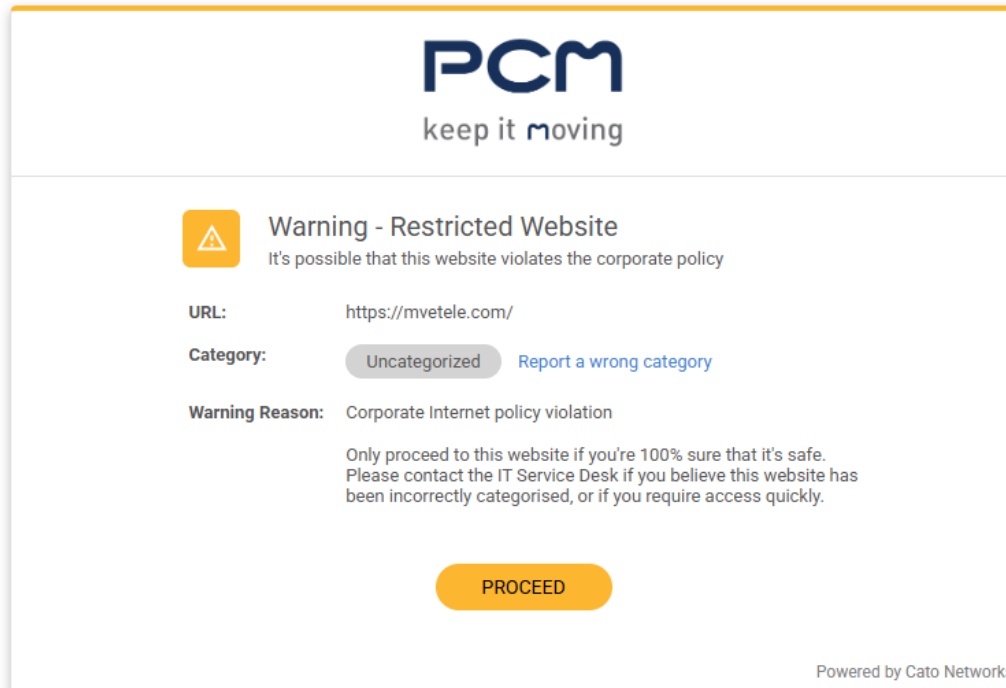 PCM
keep it moving
Warning - Restricted Website
It's possible that this website violates the corporate policy
URL: https://mvetele.com/
Category: Uncategorized Report a wrong category
Warning Reason: Corporate Internet policy violation
Only proceed to this website if you're 100% sure that it's safe.
Please contact the IT Service Desk if you believe this website has
been incorrectly categorised, or if you require access quickly.
PROCEED
Powered by Cato Network